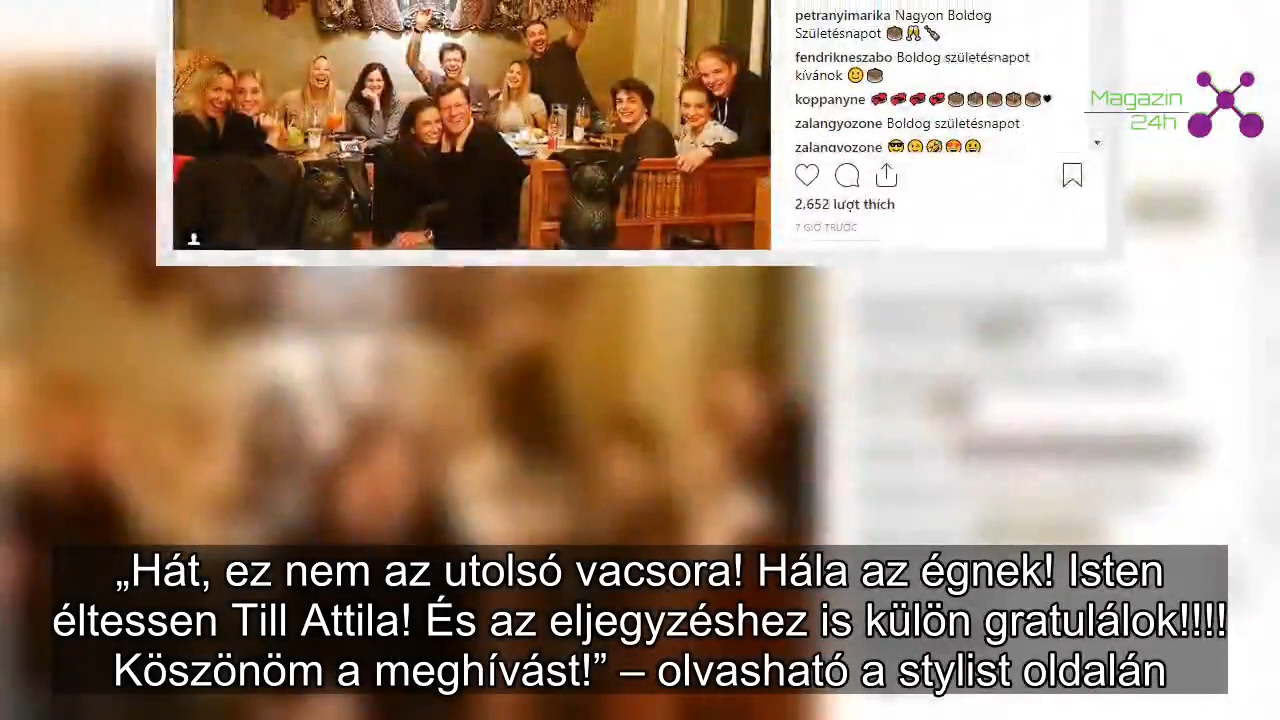 petranyimarika Nagyon Boldog
Születésnapot
fendrikneszabo Boldog születésnapot
kívánok
koppanyne
zalangyozone Boldog születésnapot
zalangyozone
2,652 lượt thích
7 GIỜ TRƯỚC
Magazin
24h
„Hát, ez nem az utolsó vacsora! Hála az égnek! Isten
éltessen Till Attila! És az eljegyzéshez is külön gratulálok!!!!
Köszönöm a meghívást!” – olvasható a stylist oldalán